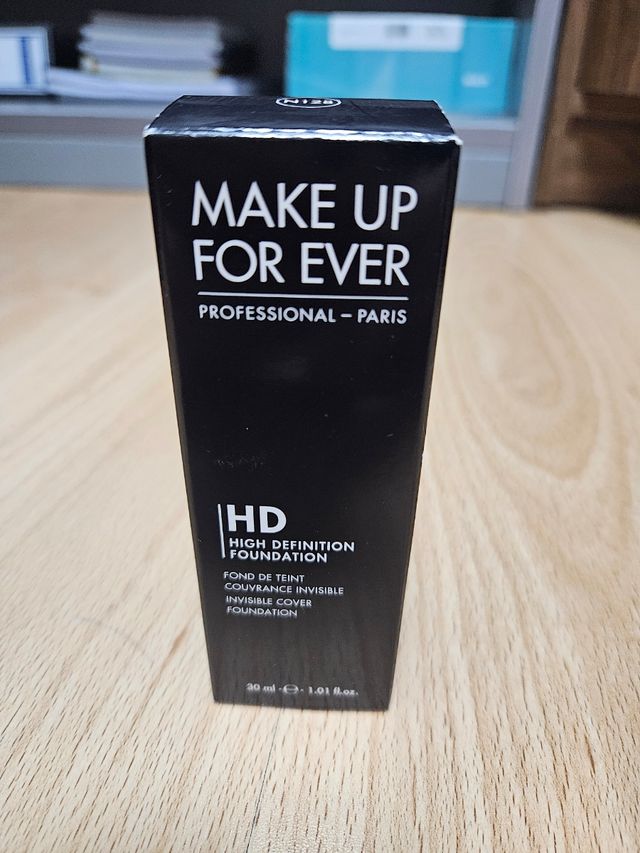 N128
MAKE UP
FOR EVER
PROFESSIONAL – PARIS
HD
HIGH DEFINITION
FOUNDATION
FOND DE TEINT
COUVRANCE INVISIBLE
INVISIBLE COVER
FOUNDATION
30 ml - ℮ - 1.01 fl.oz.